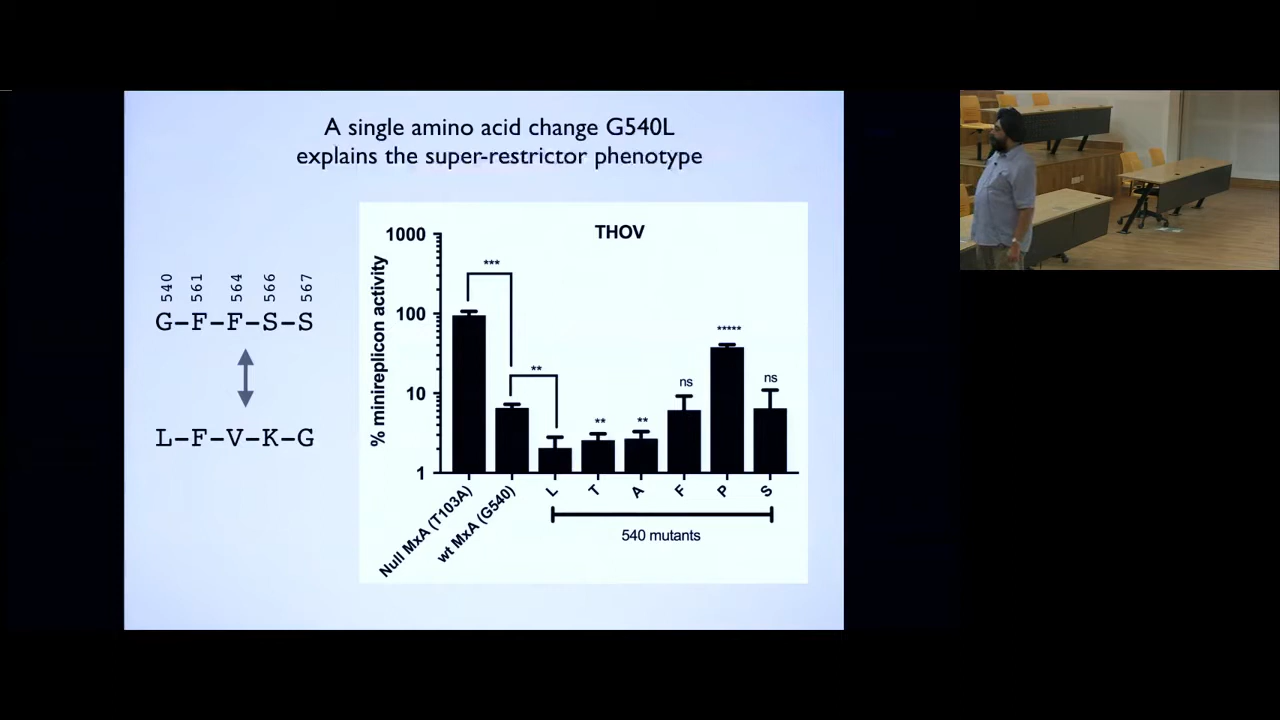 A single amino acid change G540L
explains the super-restrictor phenotype
540
561
564
566
567
G-F-F-S-S
L-F-V-K-G
THOV
% minireplicon activity
1000
100
10
1
***
**
**
**
ns
*****
ns
Null MxA (T103A)
wt MxA (G540)
L
T
A
F
P
S
540 mutants